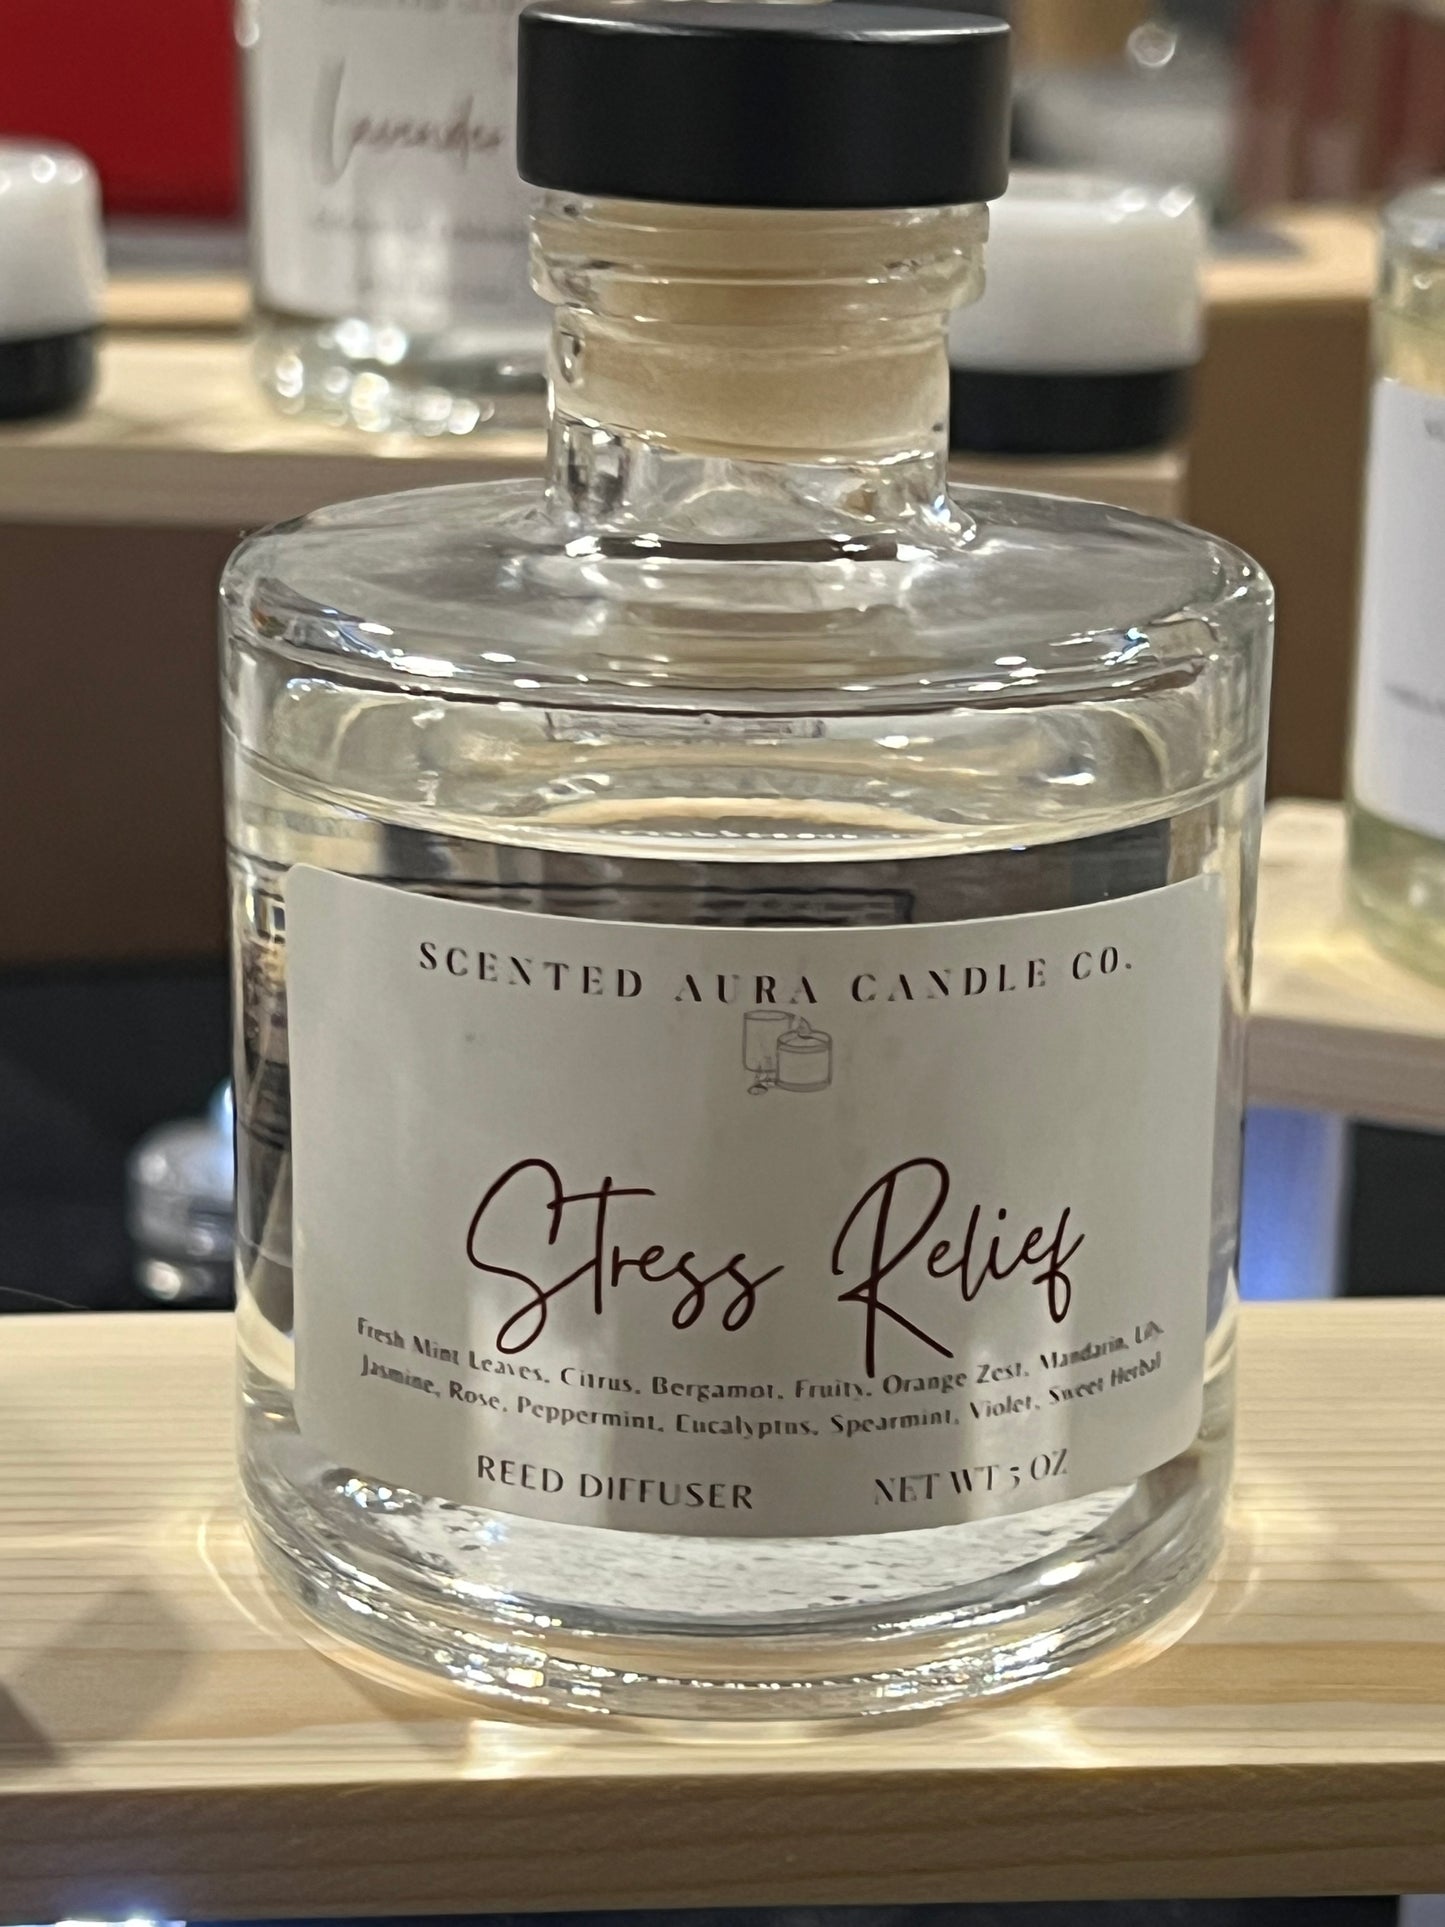 Lavender
SCENTED AURA CANDLE CO.
Stress Relief
Fresh Mint Leaves, Citrus, Bergamot, Fruity, Orange Zest, Mandarin, Lily,
Jasmine, Rose, Peppermint, Eucalyptus, Spearmint, Violet, Sweet Herbal
REED DIFFUSER
NET WT 5 OZ